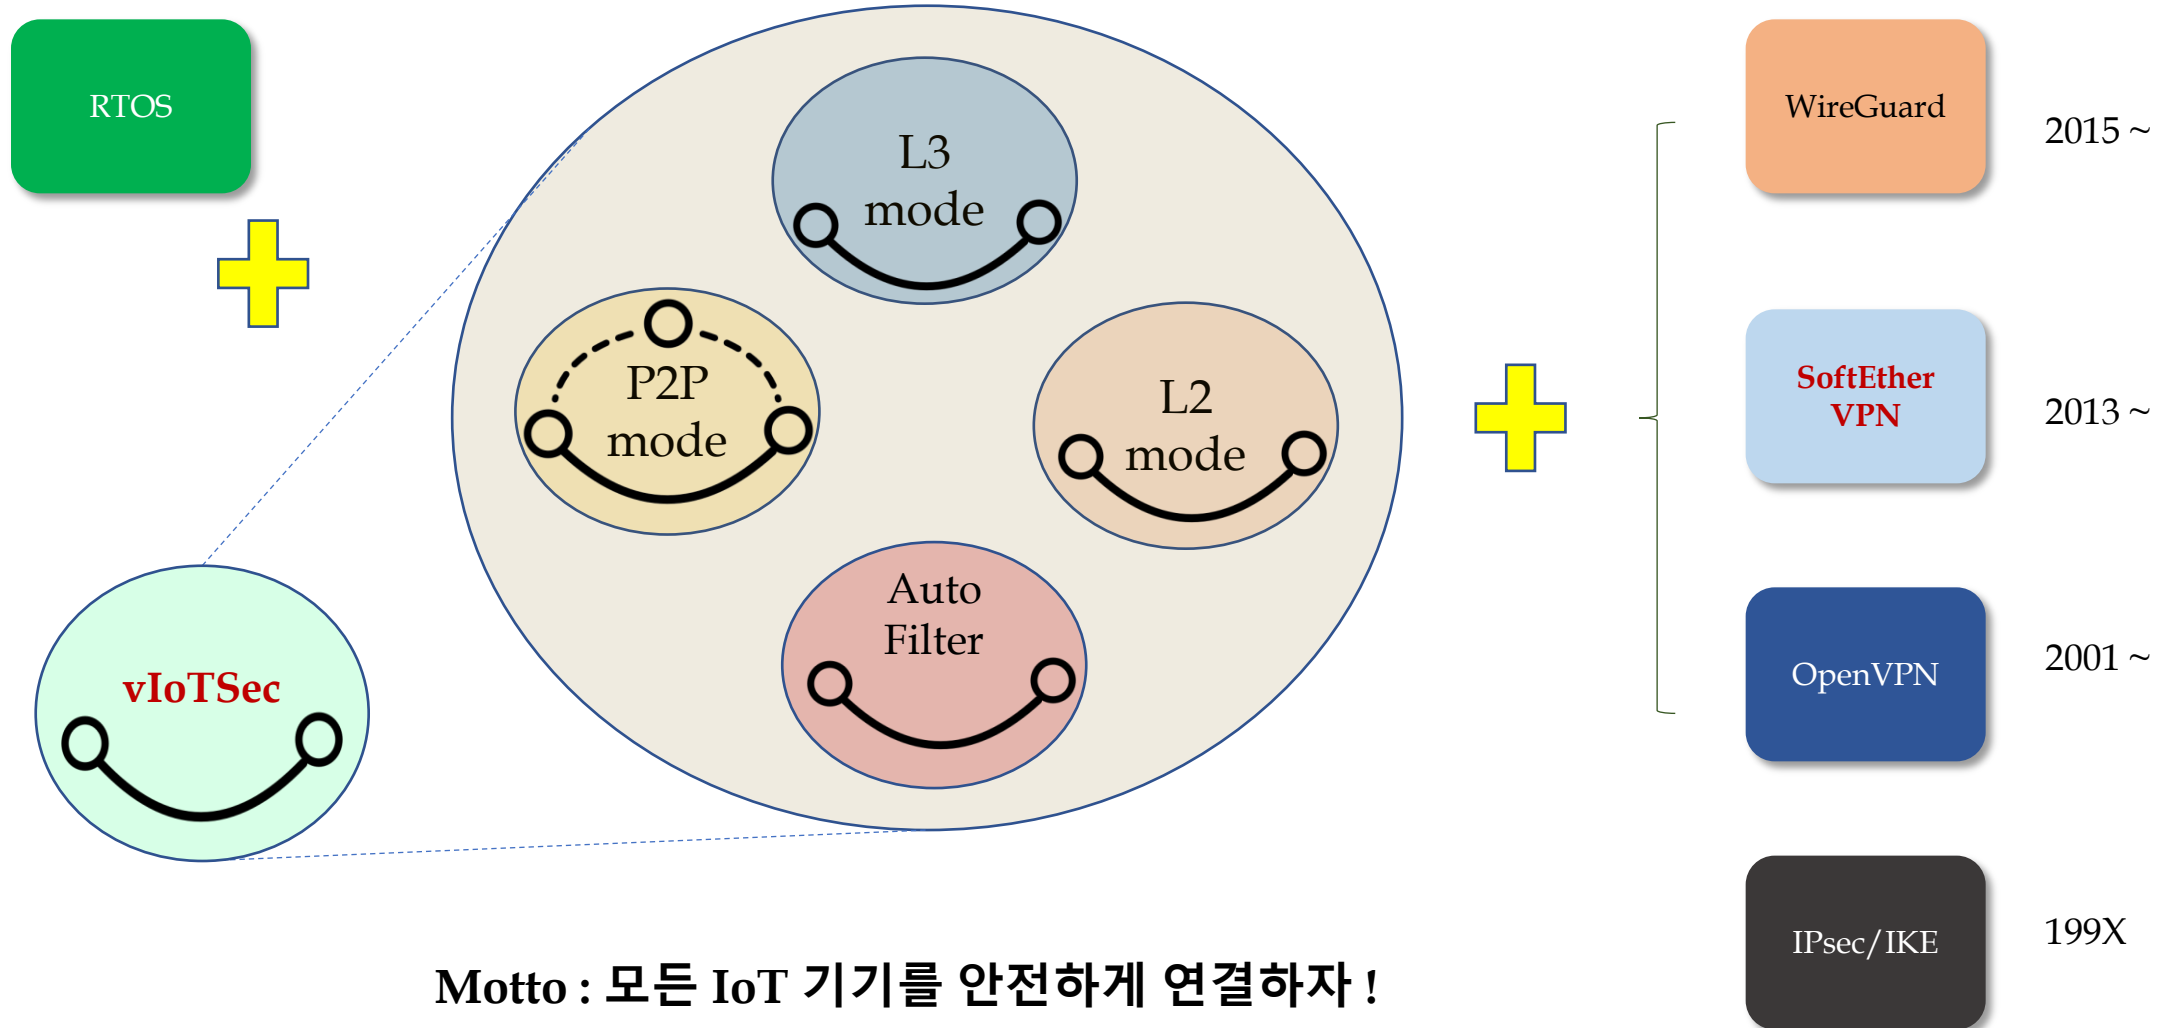 RTOS
L3
mode
P2P
mode
L2
mode
Auto
Filter
vIoTSec
WireGuard
2015 ~
SoftEther
VPN
2013 ~
OpenVPN
2001 ~
IPsec/IKE
199X
Motto : 모든 IoT 기기를 안전하게 연결하자 !